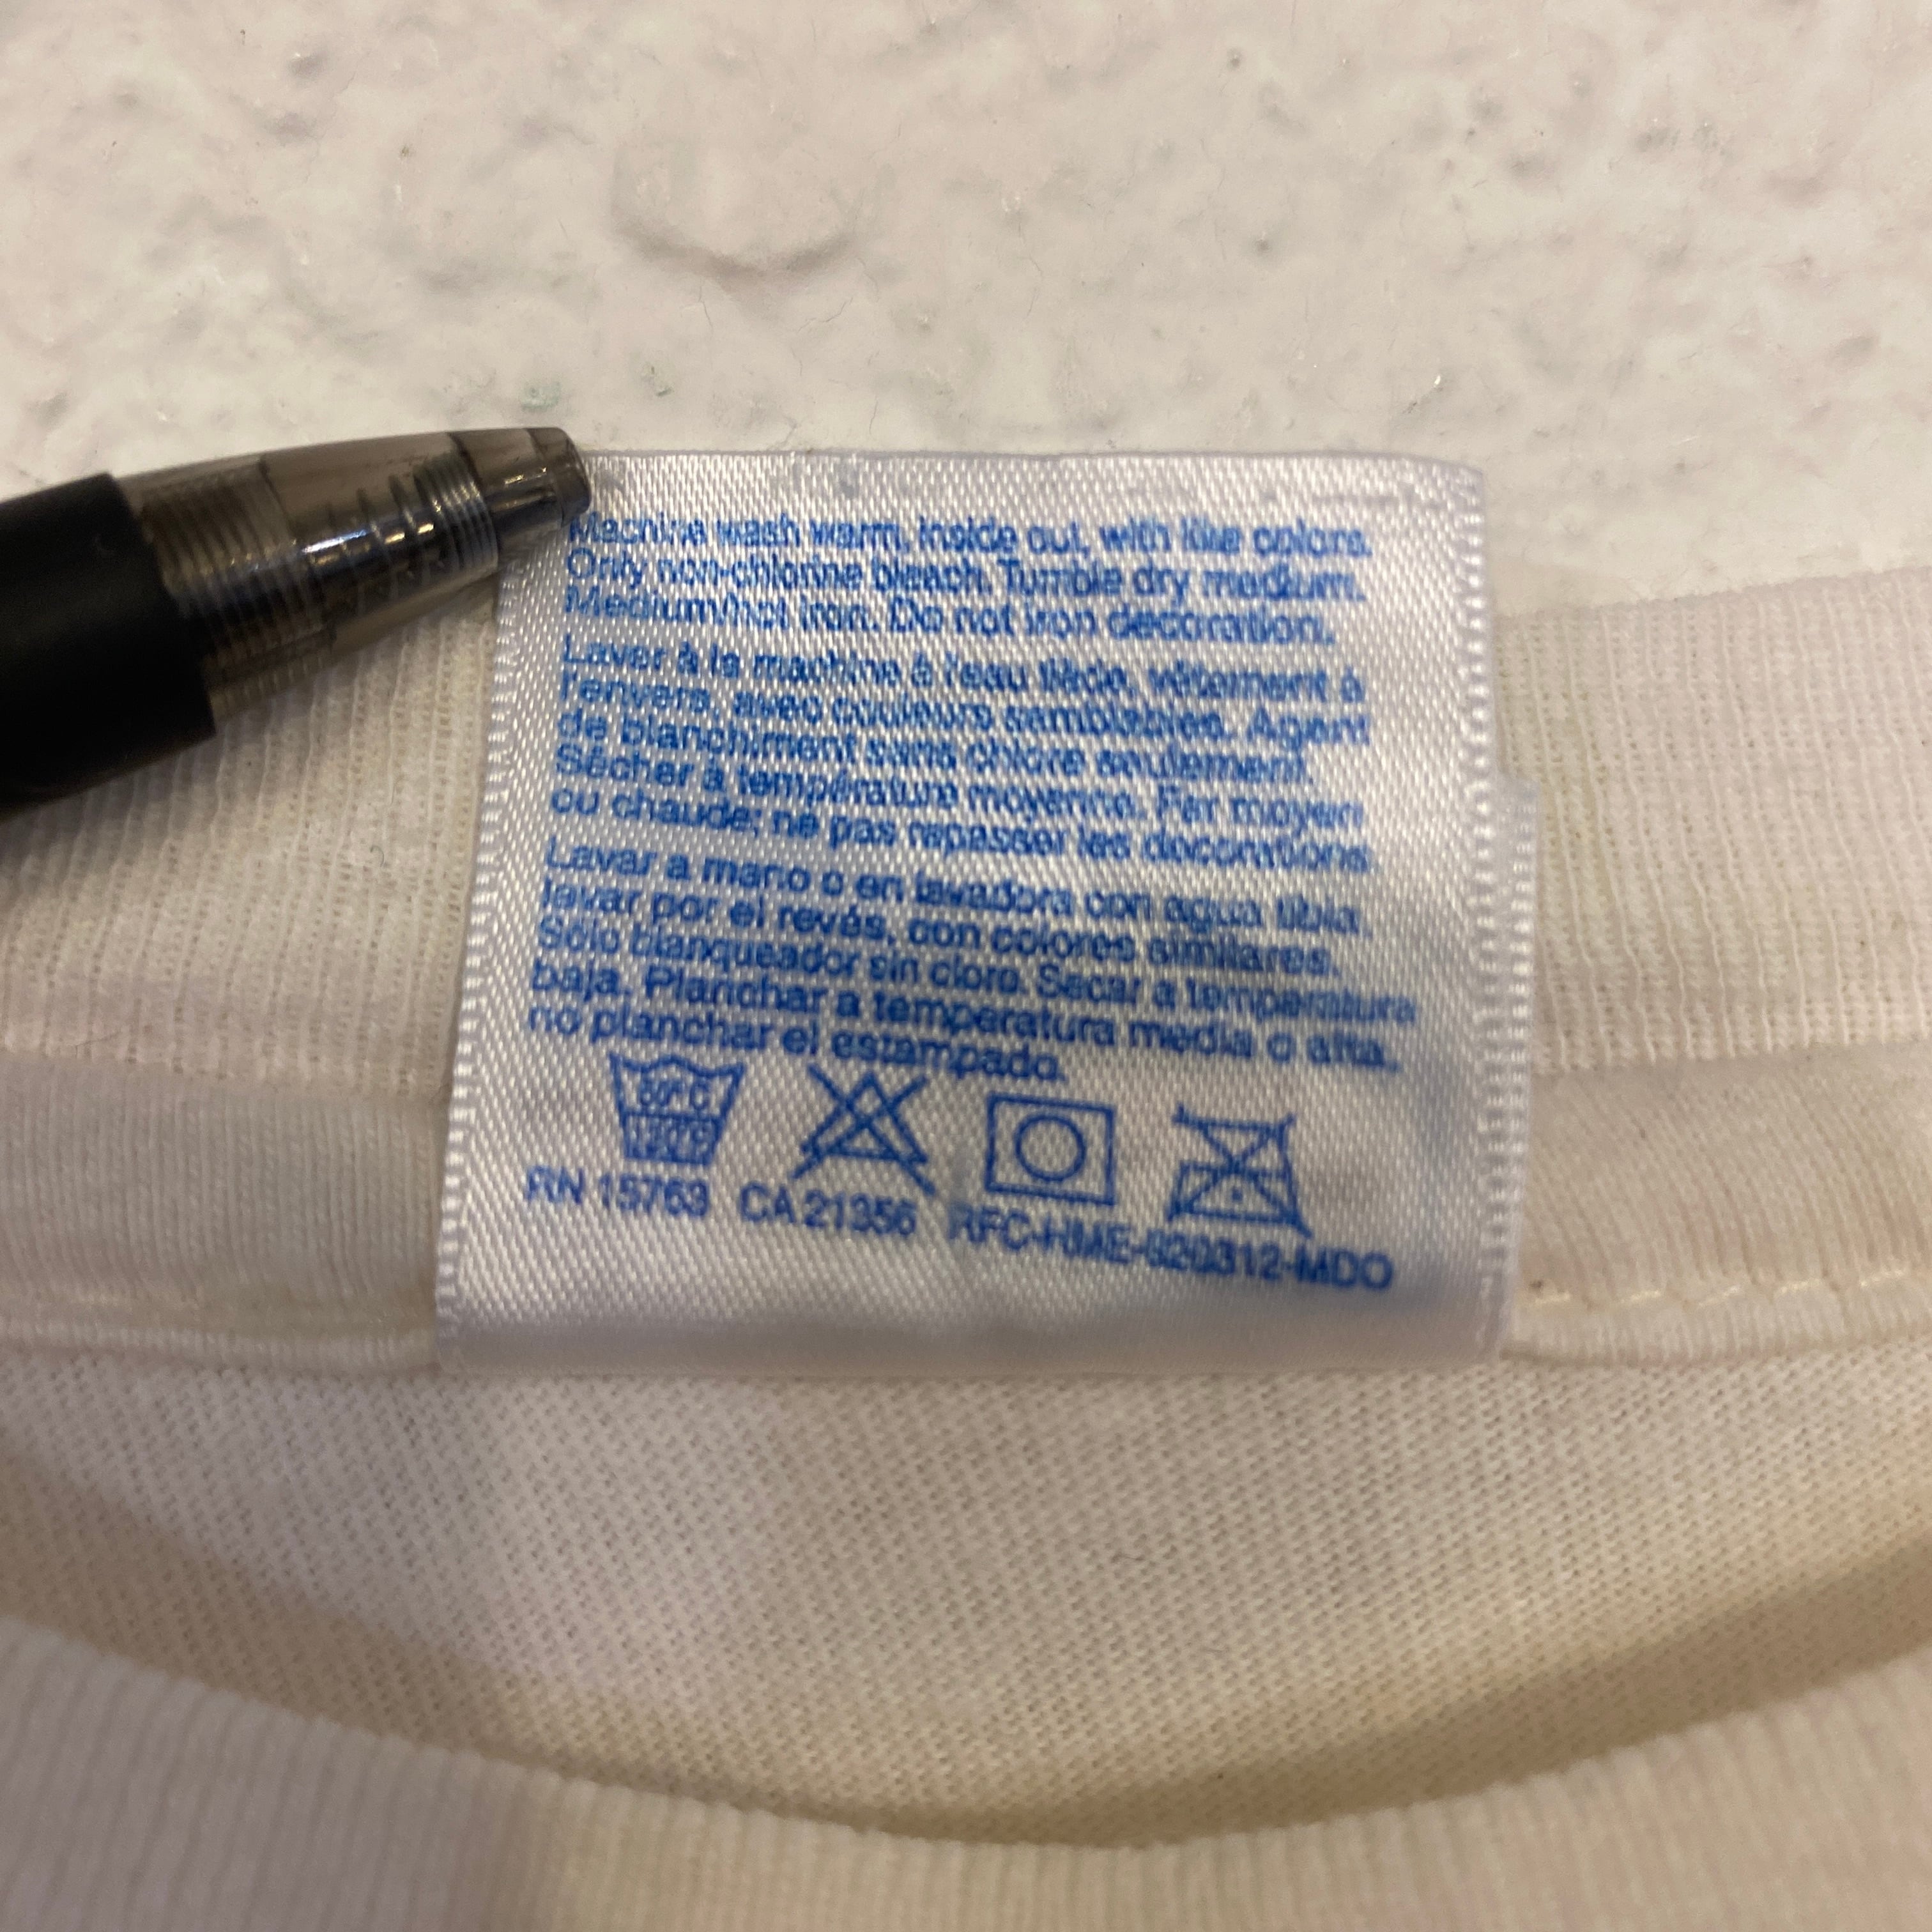 Machine wash warm, inside out, with like colors.
Only non-chlorine bleach. Tumble dry medium.
Medium/hot iron. Do not iron decoration.
Laver à la machine à l'eau tiède, vêtement à
l'envers, avec couleurs semblables. Agent
de blanchiment sans chlore seulement.
Sécher à température moyenne. Fer moyen
ou chaude; ne pas repasser les decorations
Lavar a mano o en lavadora con agua tibia
lavar por el revés, con colores similares.
Sólo blanqueador sin cloro. Secar a temperatura
baja. Planchar a temperatura media o alta,
no planchar el estampado.
RN 15763 CA 21356 RFC-HME-920312-MDO